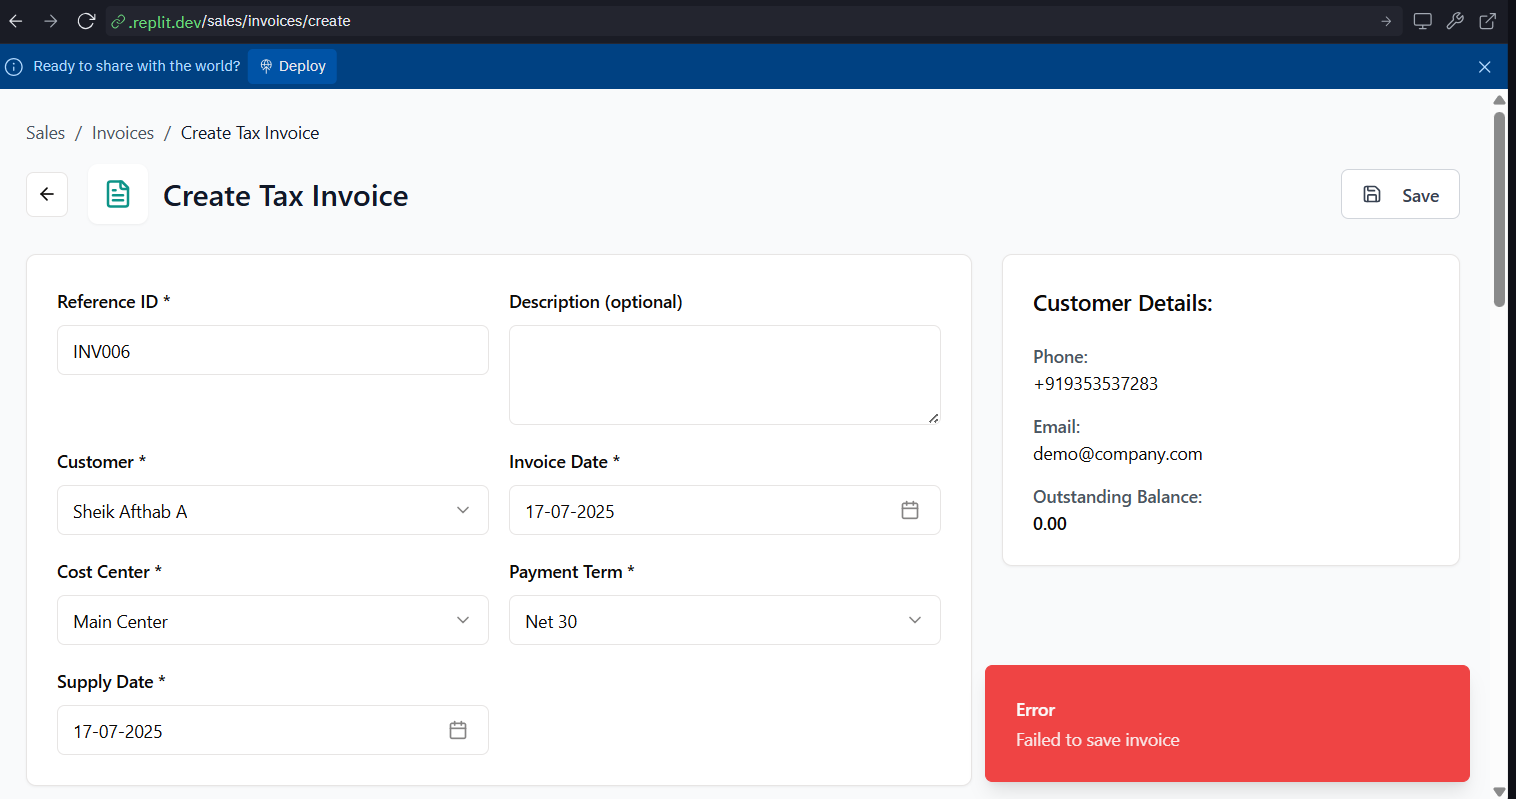 .replit.dev/sales/invoices/create
Ready to share with the world? Deploy
Sales / Invoices / Create Tax Invoice
Create Tax Invoice
Save
Reference ID *
INV006
Description (optional)
Customer *
Sheik Afthab A
Invoice Date *
17-07-2025
Cost Center *
Main Center
Payment Term *
Net 30
Supply Date *
17-07-2025
Customer Details:
Phone:
+919353537283
Email:
demo@company.com
Outstanding Balance:
0.00
Error
Failed to save invoice